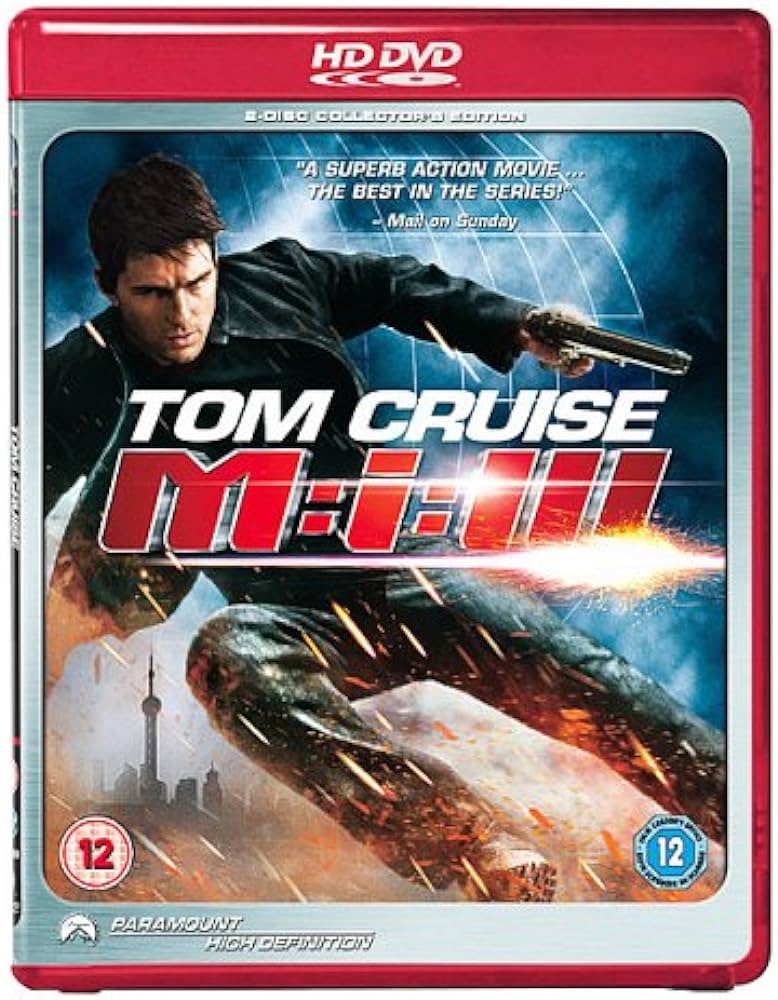 HD DVD
2-DISC COLLECTOR'S EDITION
"A SUPERB ACTION MOVIE ...
THE BEST IN THE SERIES!"
– Mail on Sunday
TOM CRUISE
M:i:III
12
12
PARAMOUNT
HIGH DEFINITION